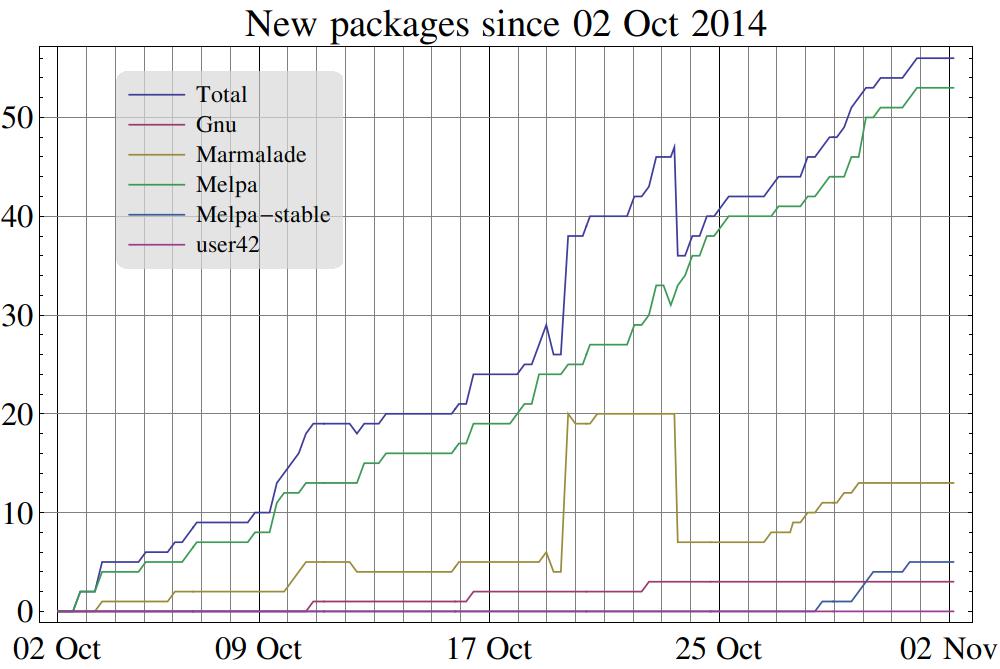 New packages since 02 Oct 2014
Total
Gnu
Marmalade
Melpa
Melpa−stable
user42
50
40
30
20
10
0
02 Oct 09 Oct 17 Oct 25 Oct 02 Nov